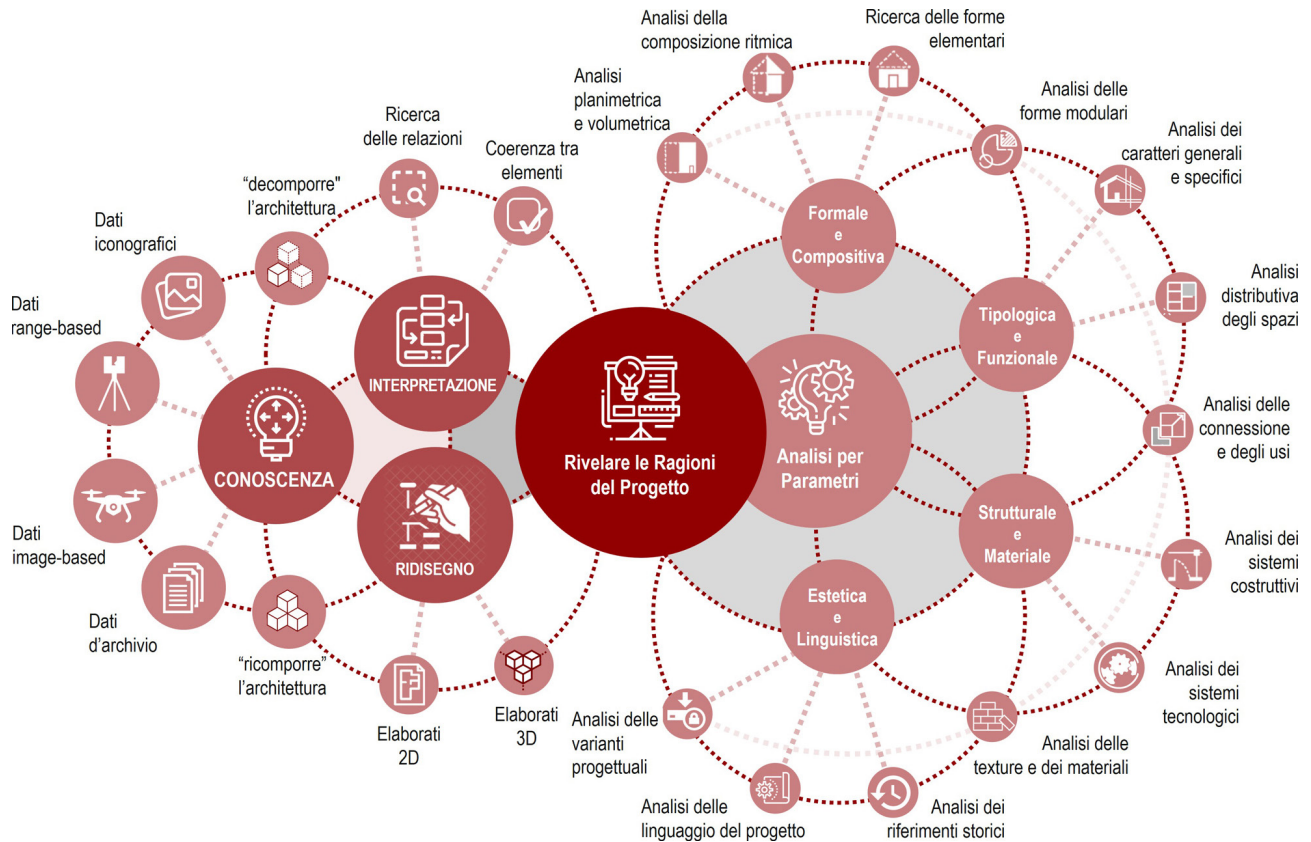 Analisi della
composizione ritmica
Ricerca delle forme
elementari
Analisi
planimetrica
e volumetrica
Analisi delle
forme modulari
Analisi dei
caratteri generali
e specifici
Ricerca
delle relazioni
Coerenza tra
elementi
“decomporre"
l’architettura
Dati
iconografici
Dati
range-based
Formale
e
Compositiva
Analisi
distributiva
degli spazi
Tipologica
e
Funzionale
INTERPRETAZIONE
CONOSCENZA
Rivelare le Ragioni
del Progetto
Analisi per
Parametri
Analisi delle
connessione
e degli usi
Strutturale
e
Materiale
Dati
image-based
RIDISEGNO
Analisi dei
sistemi
costruttivi
Estetica
e
Linguistica
Dati
d’archivio
“ricomporre”
l’architettura
Elaborati
2D
Elaborati
3D
Analisi dei
sistemi
tecnologici
Analisi delle
varianti
progettuali
Analisi delle
texture e dei materiali
Analisi delle
linguaggio del progetto
Analisi dei
riferimenti storici